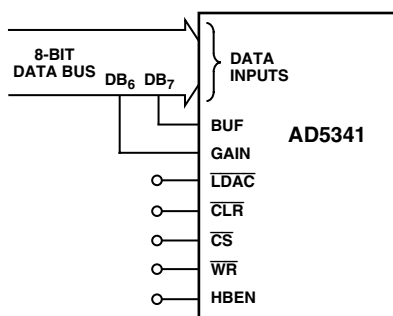 8-BIT
DATA BUS
DB6 DB7
DATA
INPUTS
AD5341
BUF
GAIN
LDAC
CLR
CS
WR
HBEN